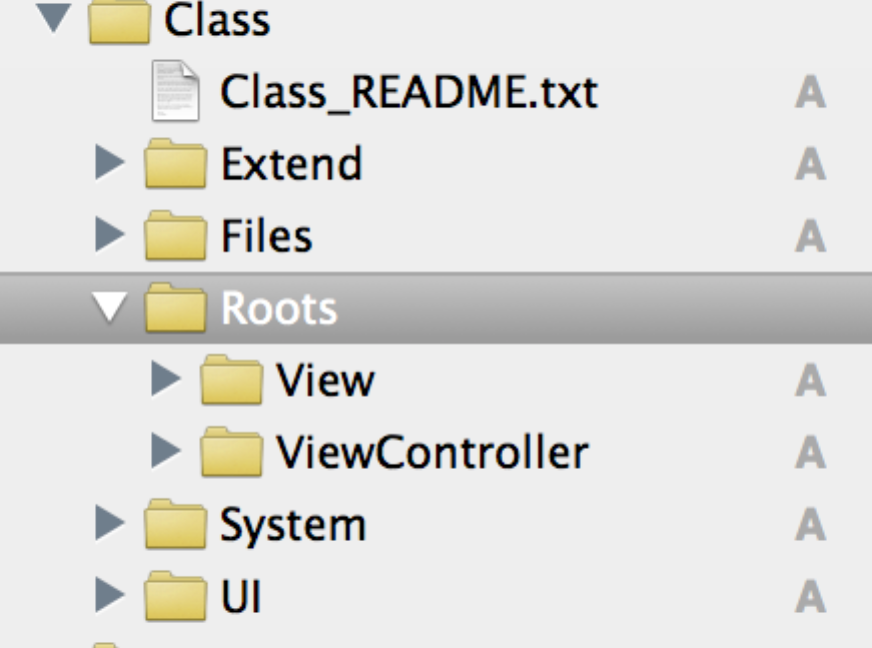 Class
Class_README.txt A
Extend A
Files A
Roots
View A
ViewController A
System A
UI A